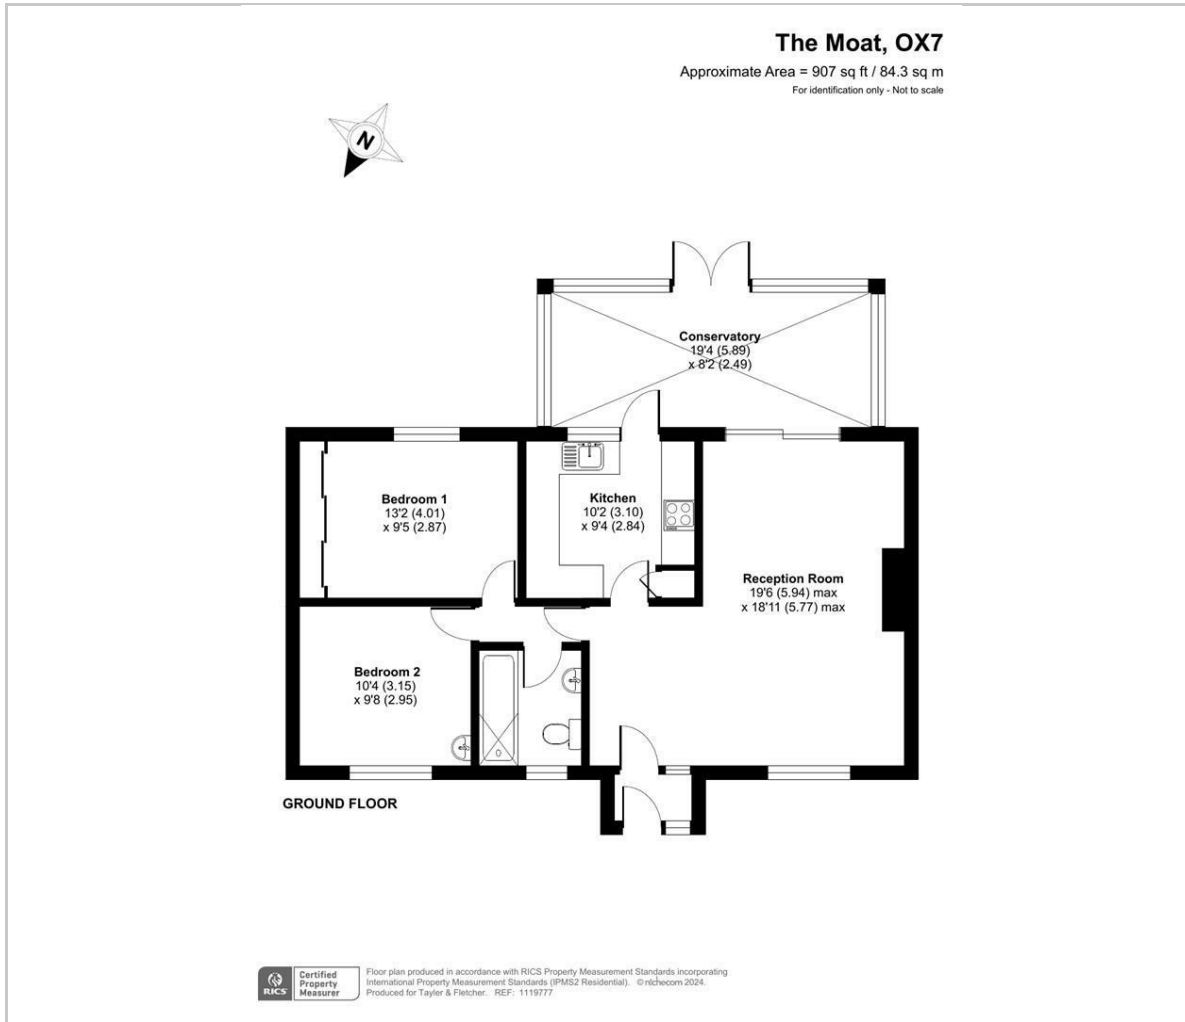 The Moat, OX7
Approximate Area = 907 sq ft / 84.3 sq m
For identification only - Not to scale
N
Conservatory
19'4 (5.89)
x 8'2 (2.49)
Bedroom 1
13'2 (4.01)
x 9'5 (2.87)
Kitchen
10'2 (3.10)
x 9'4 (2.84)
Reception Room
19'6 (5.94) max
x 18'11 (5.77) max
Bedroom 2
10'4 (3.15)
x 9'8 (2.95)
GROUND FLOOR
RICS
Certified
Property
Measurer
Floor plan produced in accordance with RICS Property Measurement Standards incorporating
International Property Measurement Standards (IPMS2 Residential). © nichecom 2024.
Produced for Tayler & Fletcher. REF: 1119777